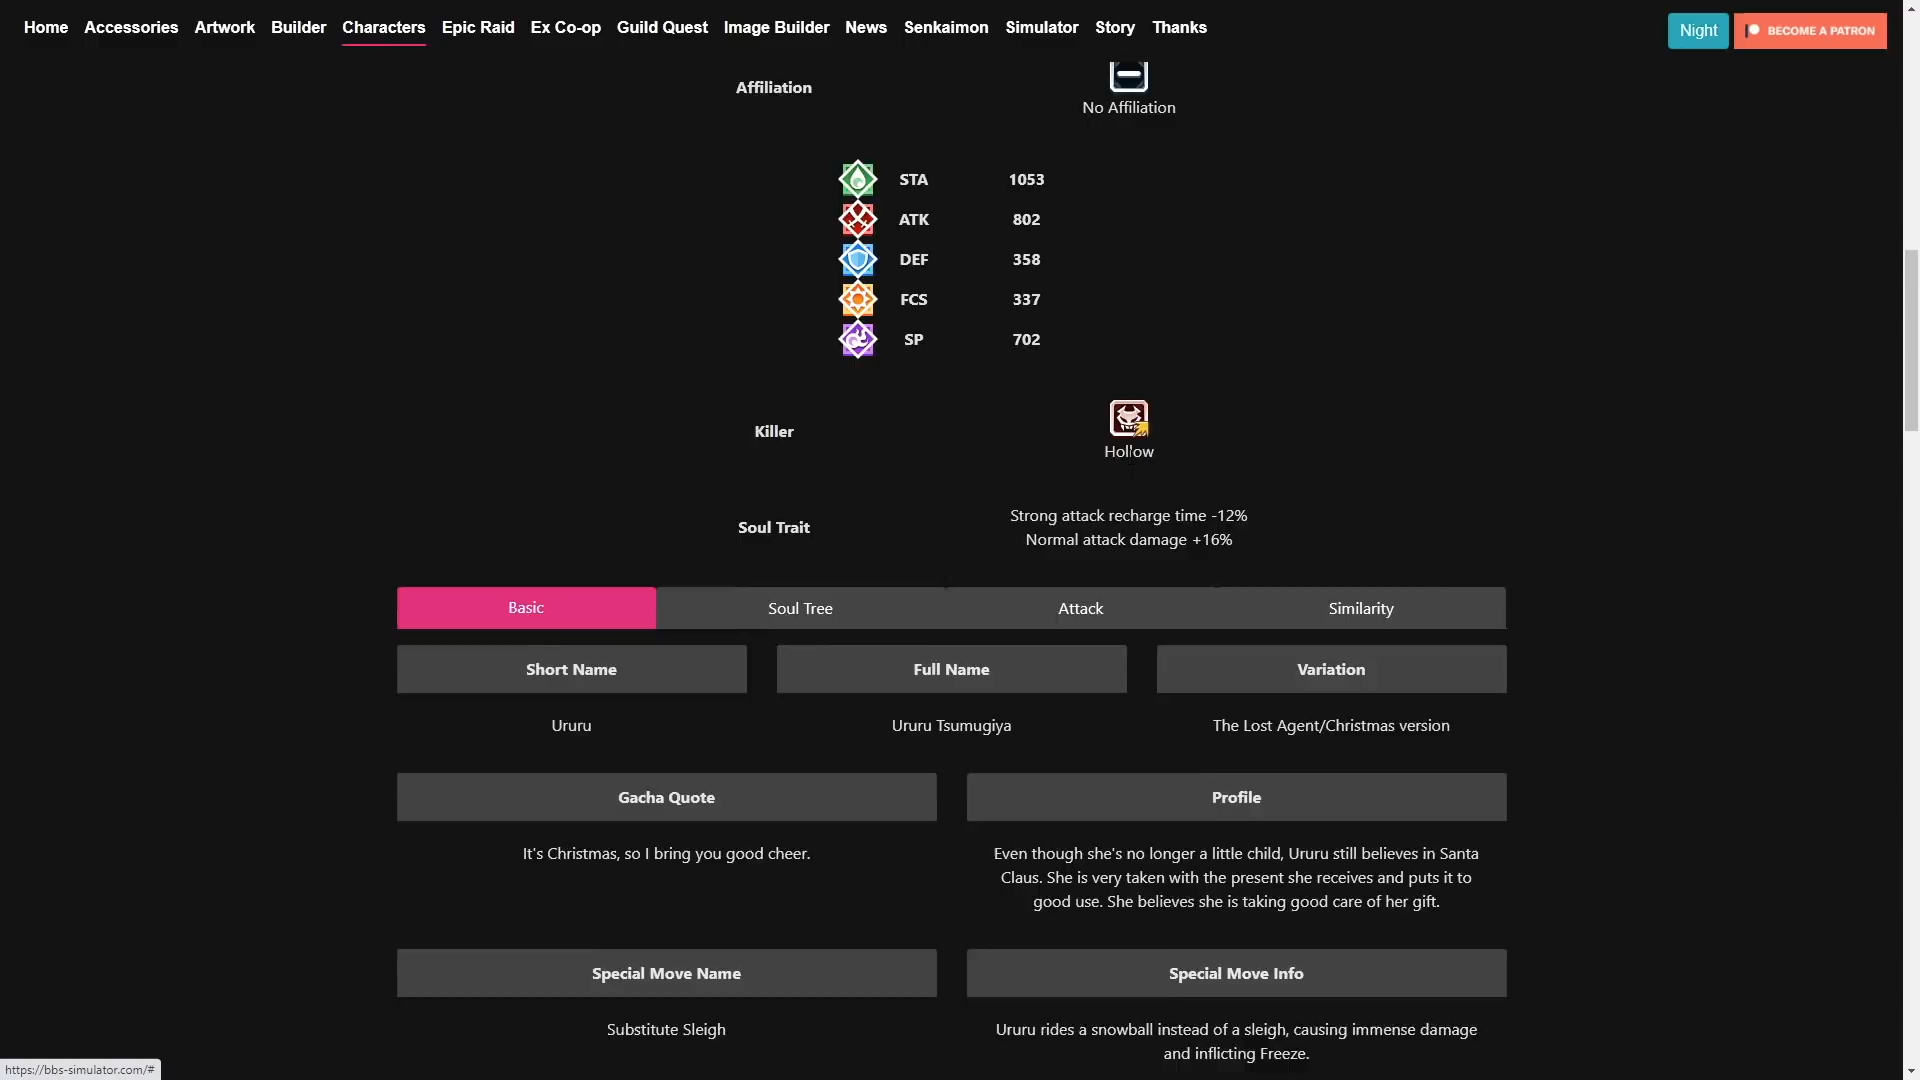 Home Accessories Artwork Builder Characters Epic Raid Ex Co-op Guild Quest Image Builder News Senkaimon Simulator Story Thanks Night BECOME A PATRON
Affiliation
No Affiliation
STA 1053
ATK 802
DEF 358
FCS 337
SP 702
Killer
Hollow
Soul Trait
Strong attack recharge time -12%
Normal attack damage +16%
Basic Soul Tree Attack Similarity
Short Name Full Name Variation
Ururu Ururu Tsumugiya The Lost Agent/Christmas version
Gacha Quote
It's Christmas, so I bring you good cheer.
Profile
Even though she's no longer a little child, Ururu still believes in Santa
Claus. She is very taken with the present she receives and puts it to
good use. She believes she is taking good care of her gift.
Special Move Name
Substitute Sleigh
Special Move Info
Ururu rides a snowball instead of a sleigh, causing immense damage
and inflicting Freeze.
https://bbs-simulator.com/#